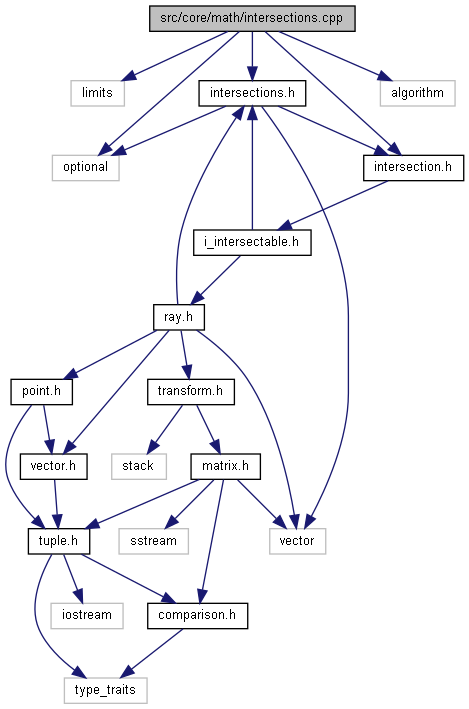 src/core/math/intersections.cpp
limits
intersections.h
algorithm
optional
intersection.h
i_intersectable.h
ray.h
point.h
transform.h
vector.h
stack
matrix.h
tuple.h
sstream
vector
iostream
comparison.h
type_traits